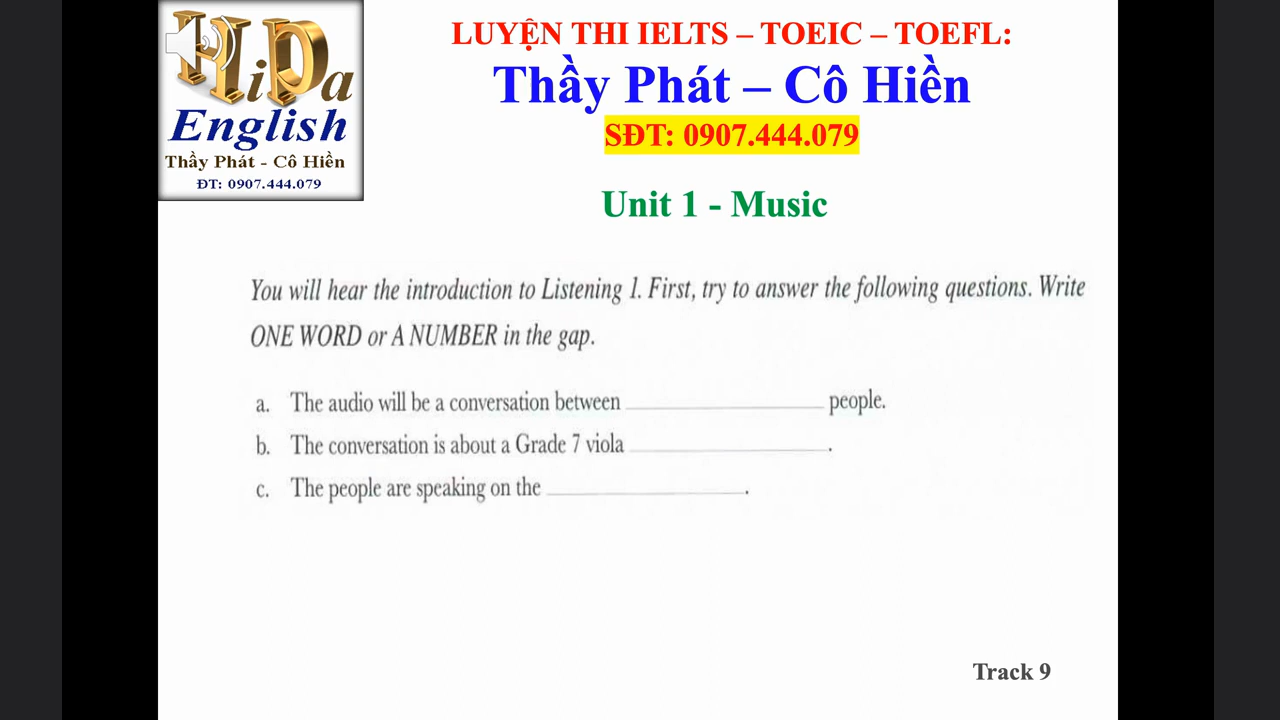 HiDa
English
Thầy Phát - Cô Hiền
ĐT: 0907.444.079
LUYỆN THI IELTS – TOEIC – TOEFL:
Thầy Phát – Cô Hiền
SĐT: 0907.444.079
Unit 1 - Music
You will hear the introduction to Listening 1. First, try to answer the following questions. Write
ONE WORD or A NUMBER in the gap.
a. The audio will be a conversation between ____________ people.
b. The conversation is about a Grade 7 viola ____________.
c. The people are speaking on the ____________.
Track 9